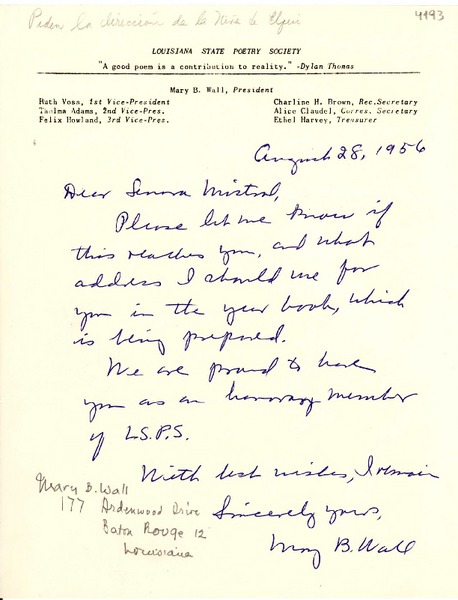 Piden la dirección de la Niña de Elqui
4193
LOUISIANA STATE POETRY SOCIETY
"A good poem is a contribution to reality." -Dylan Thomas
Mary B. Wall, President
Ruth Voss, 1st Vice-President
Thelma Adams, 2nd Vice-Pres.
Felix Howland, 3rd Vice-Pres.
Charline H. Brown, Rec. Secretary
Alice Claudel, Corres. Secretary
Ethel Harvey, Treasurer
August 28, 1956
Dear Senora Mistral,
Please let me know if
this reaches you, and what
address I should use for
you in the year book, which
is being prepared.
We are proud to have
you as an honorary member
of L.S.P.S.
With best wishes, I remain
Sincerely yours,
Mary B. Wall
Mary B. Wall
177 Ardenwood Drive
Baton Rouge 12
Louisiana